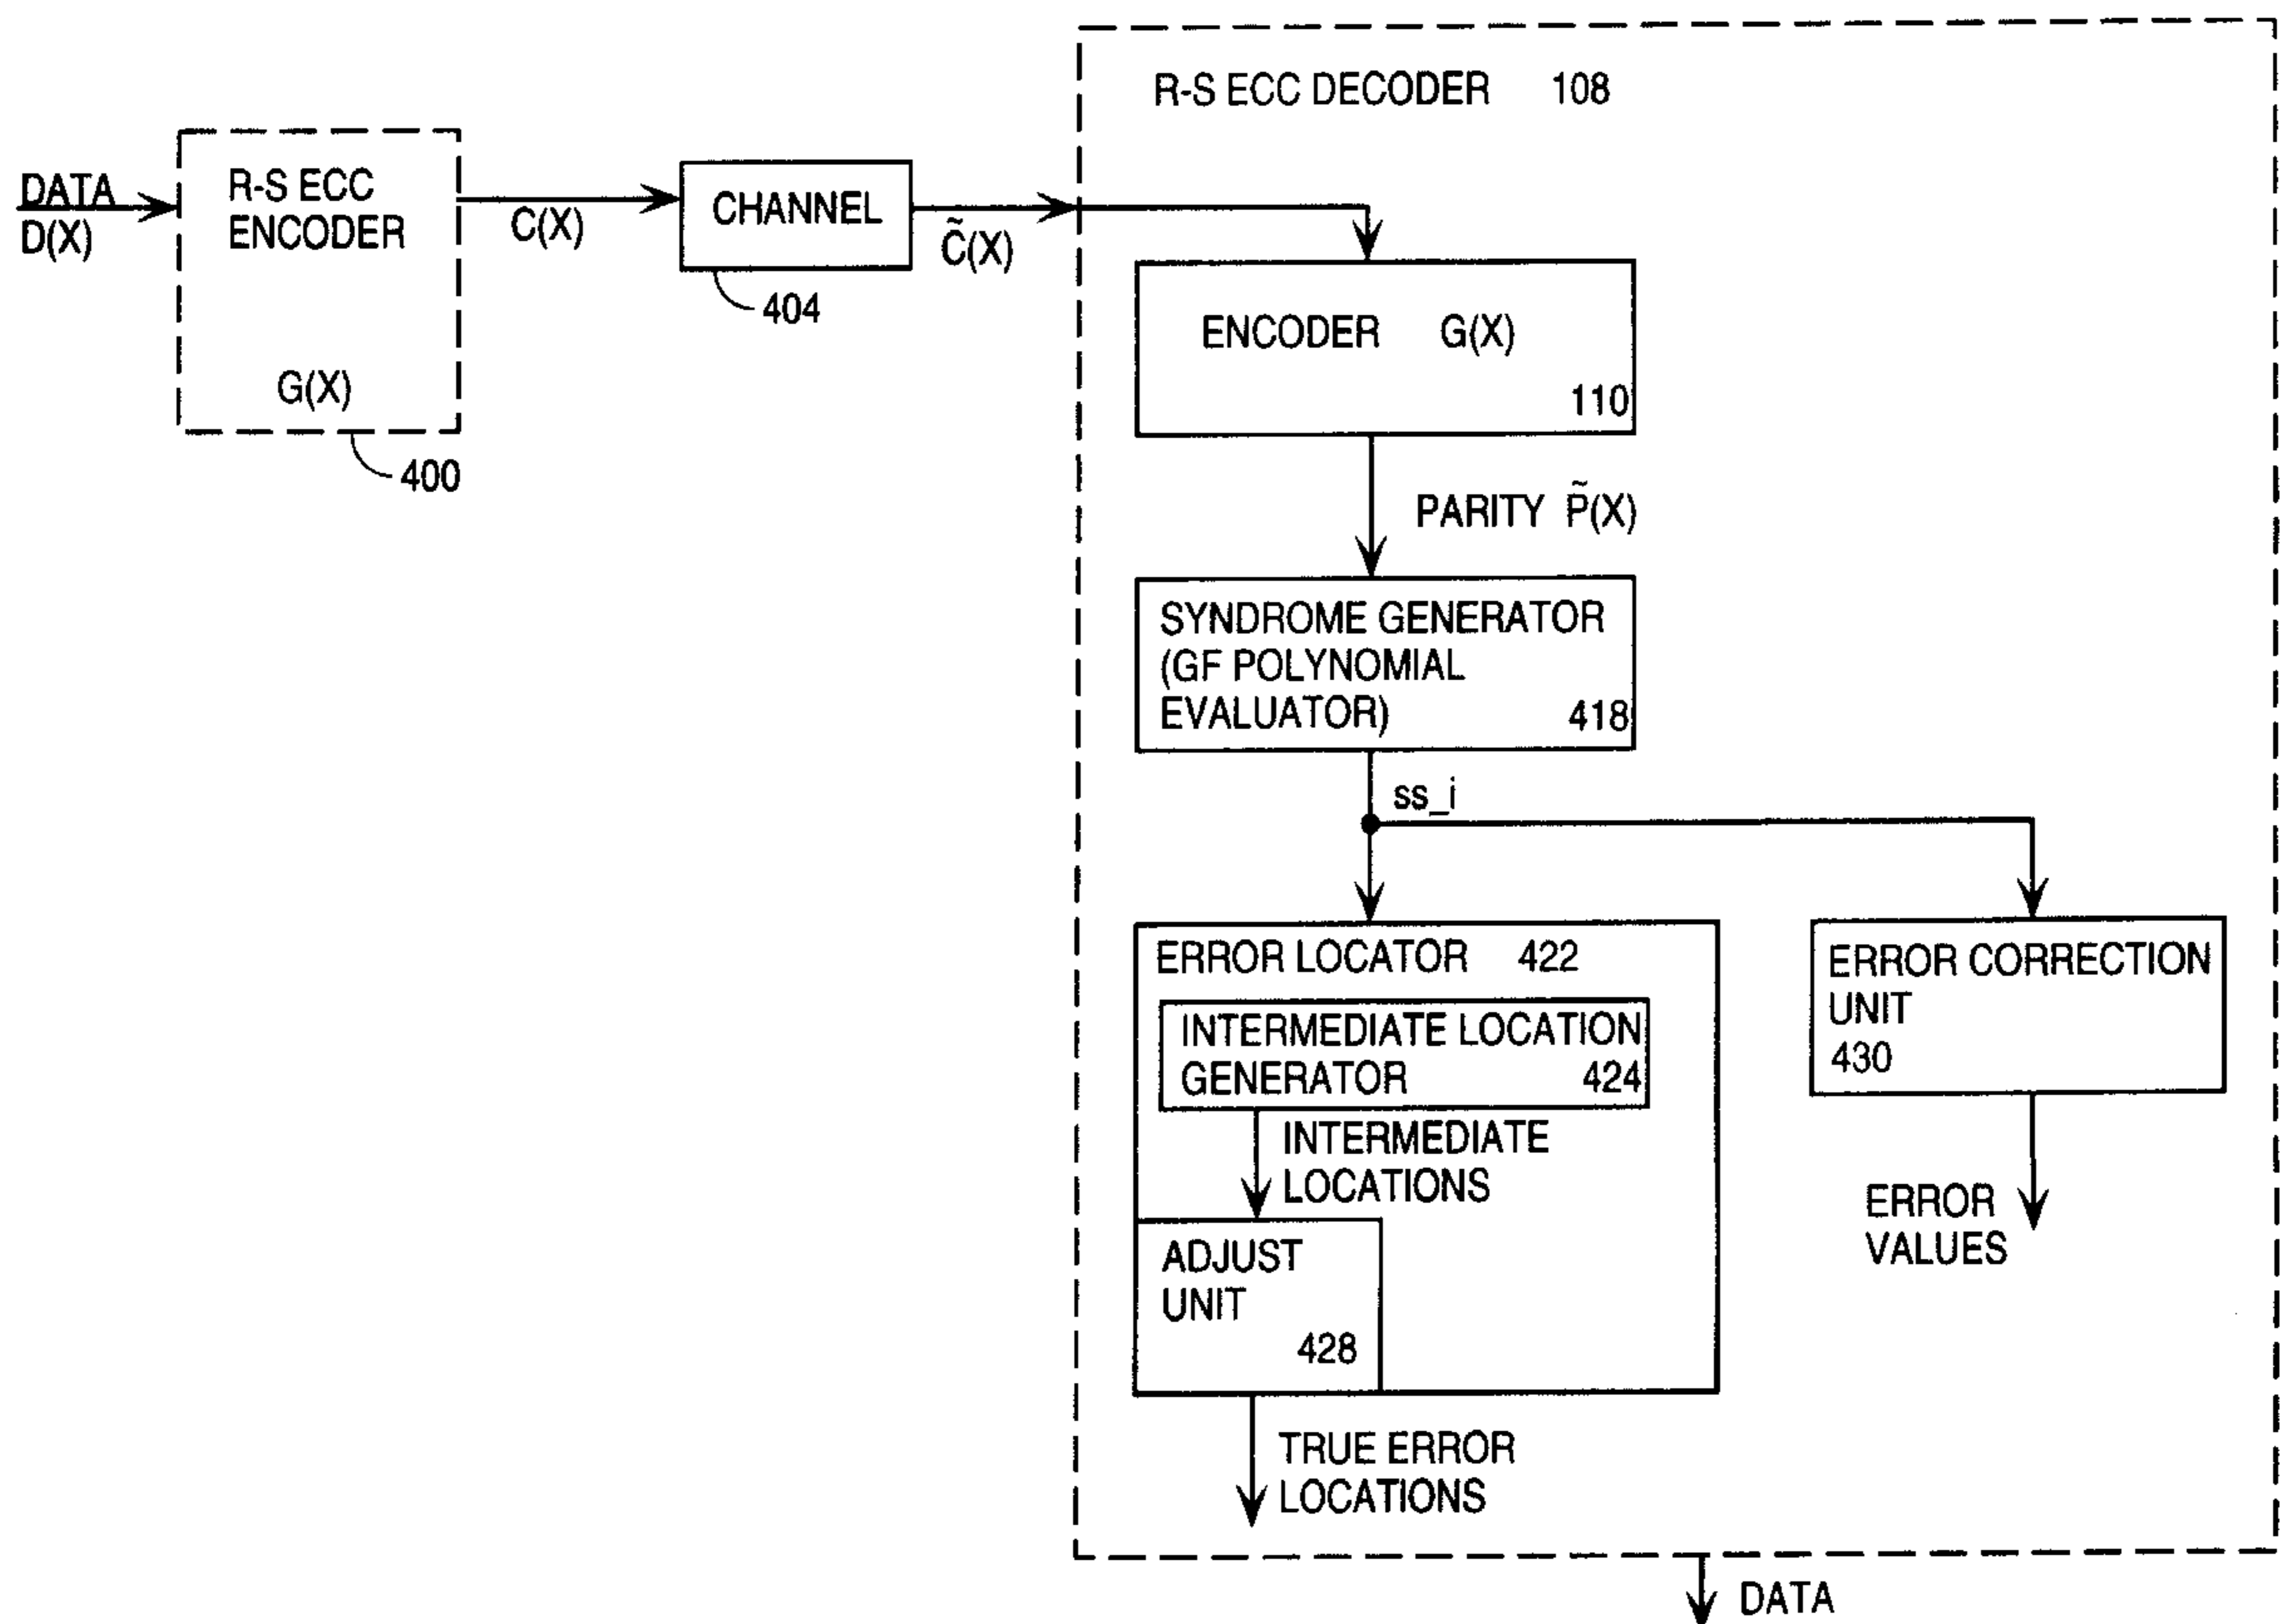 DATA
D(X)
R-S ECC
ENCODER
G(X)
400
C(X)
CHANNEL
404
C̃(X)
R-S ECC DECODER 108
ENCODER G(X)
110
PARITY P̃(X)
SYNDROME GENERATOR
(GF POLYNOMIAL
EVALUATOR) 418
ss_i
ERROR LOCATOR 422
INTERMEDIATE LOCATION
GENERATOR 424
INTERMEDIATE
LOCATIONS
ADJUST
UNIT
428
TRUE ERROR
LOCATIONS
ERROR CORRECTION
UNIT
430
ERROR
VALUES
DATA